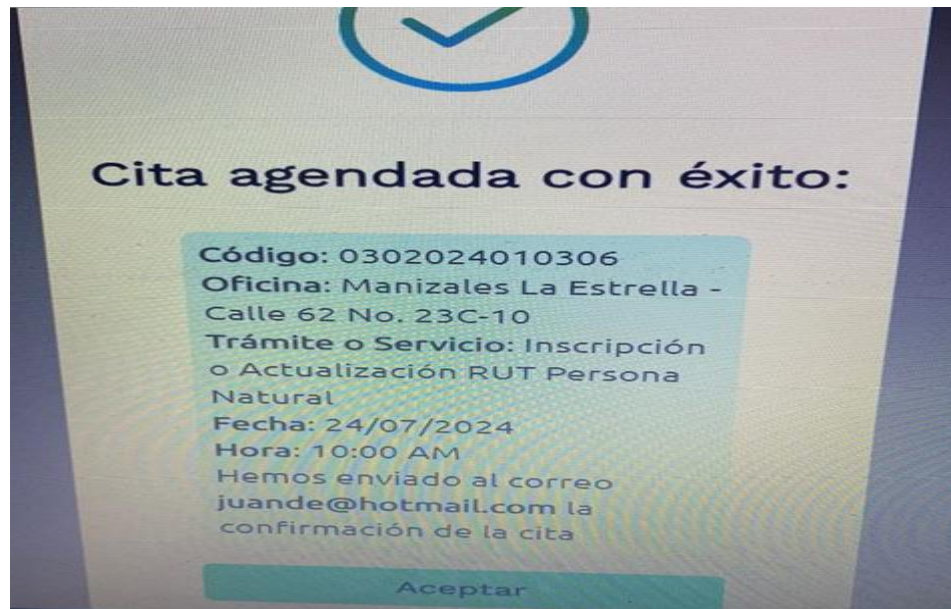 Cita agendada con éxito:
Código: 0302024010306
Oficina: Manizales La Estrella -
Calle 62 No. 23C-10
Trámite o Servicio: Inscripción
o Actualización RUT Persona
Natural
Fecha: 24/07/2024
Hora: 10:00 AM
Hemos enviado al correo
juande@hotmail.com la
confirmación de la cita
Aceptar